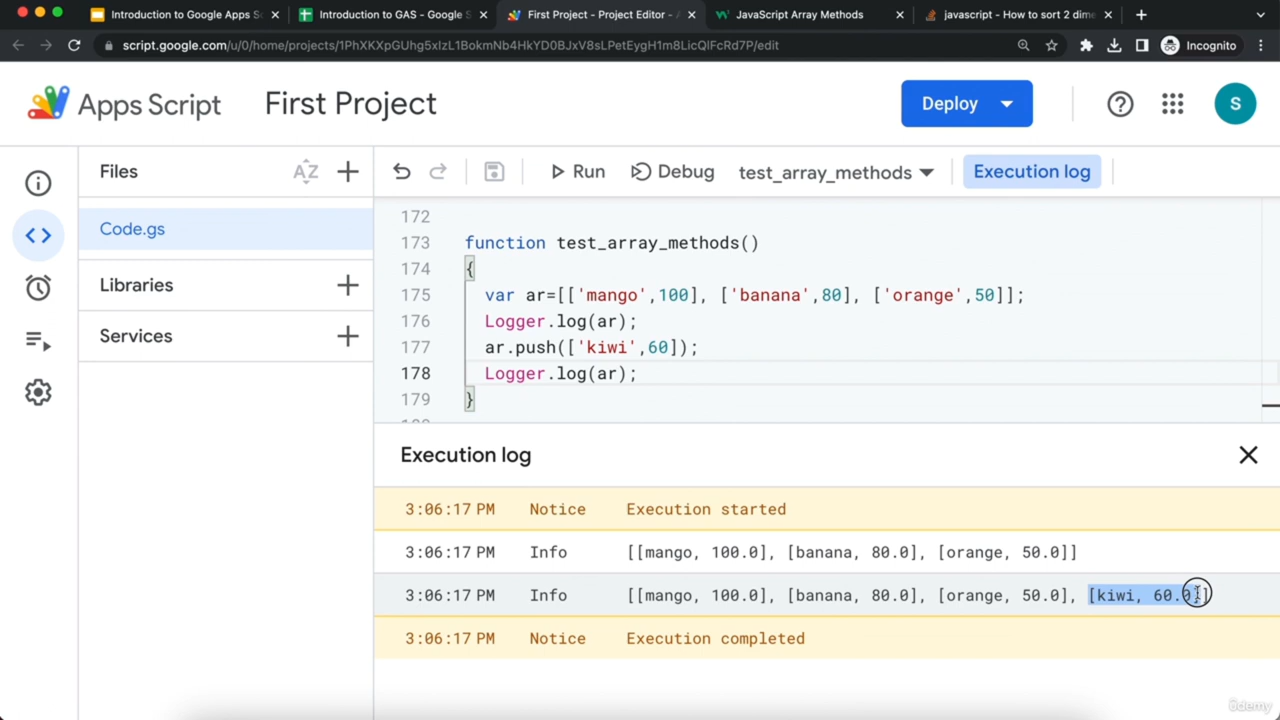 Introduction to Google Apps Sc
Introduction to GAS - Google S
First Project - Project Editor - A
JavaScript Array Methods
javascript - How to sort 2 dime
script.google.com/u/0/home/projects/1PhXKXpGUhg5xIzL1BokmNb4HkYD0BJxV8sLPetEygH1m8LicQlFcRd7P/edit
Incognito
Apps Script
First Project
Deploy
S
Files
AZ
Run
Debug
test_array_methods
Execution log
Code.gs
Libraries
Services
172
173 function test_array_methods()
174 {
175 var ar=[['mango',100], ['banana',80], ['orange',50]];
176 Logger.log(ar);
177 ar.push(['kiwi',60]);
178 Logger.log(ar);
179 }
Execution log
3:06:17 PM Notice Execution started
3:06:17 PM Info [[mango, 100.0], [banana, 80.0], [orange, 50.0]]
3:06:17 PM Info [[mango, 100.0], [banana, 80.0], [orange, 50.0], [kiwi, 60.0]]
3:06:17 PM Notice Execution completed
ûdemy